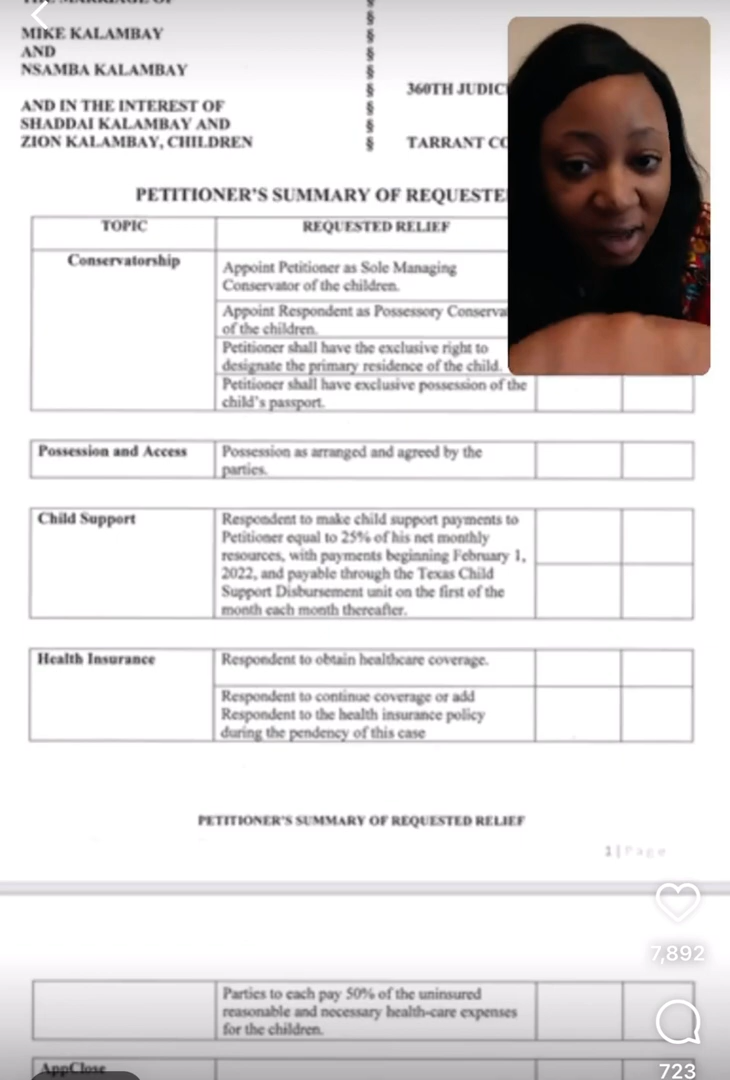 THE MARRIAGE OF
MIKE KALAMBAY
AND
NSAMBA KALAMBAY
AND IN THE INTEREST OF
SHADDAI KALAMBAY AND
ZION KALAMBAY, CHILDREN
§
§
§
§
§
§
§
§
§
360TH JUDIC
TARRANT CO
PETITIONER'S SUMMARY OF REQUESTE
TOPIC
REQUESTED RELIEF
Conservatorship
Appoint Petitioner as Sole Managing
Conservator of the children.
Appoint Respondent as Possessory Conserva
of the children.
Petitioner shall have the exclusive right to
designate the primary residence of the child.
Petitioner shall have exclusive possession of the
child's passport.
Possession and Access
Possession as arranged and agreed by the
parties.
Child Support
Respondent to make child support payments to
Petitioner equal to 25% of his net monthly
resources, with payments beginning February 1,
2022, and payable through the Texas Child
Support Disbursement unit on the first of the
month each month thereafter.
Health Insurance
Respondent to obtain healthcare coverage.
Respondent to continue coverage or add
Respondent to the health insurance policy
during the pendency of this case
PETITIONER'S SUMMARY OF REQUESTED RELIEF
1 | Page
7,892
Parties to each pay 50% of the uninsured
reasonable and necessary health-care expenses
for the children.
723
AppClose